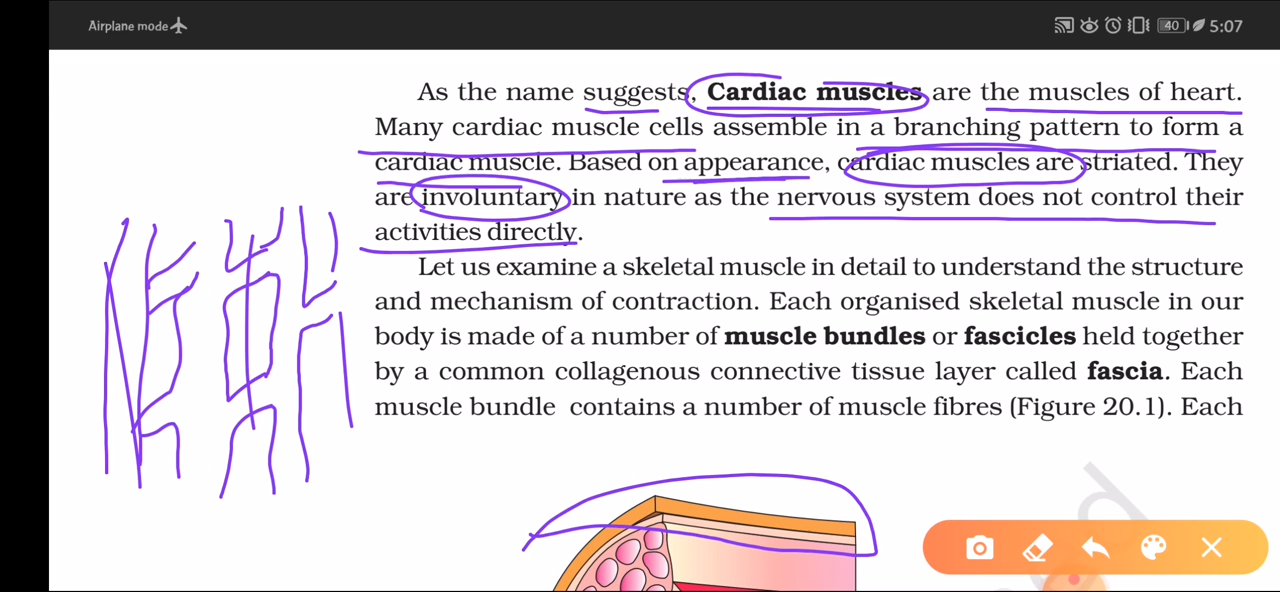 Airplane mode 40 5:07
As the name suggests, Cardiac muscles are the muscles of heart.
Many cardiac muscle cells assemble in a branching pattern to form a
cardiac muscle. Based on appearance, cardiac muscles are striated. They
are involuntary in nature as the nervous system does not control their
activities directly.
Let us examine a skeletal muscle in detail to understand the structure
and mechanism of contraction. Each organised skeletal muscle in our
body is made of a number of muscle bundles or fascicles held together
by a common collagenous connective tissue layer called fascia. Each
muscle bundle contains a number of muscle fibres (Figure 20.1). Each